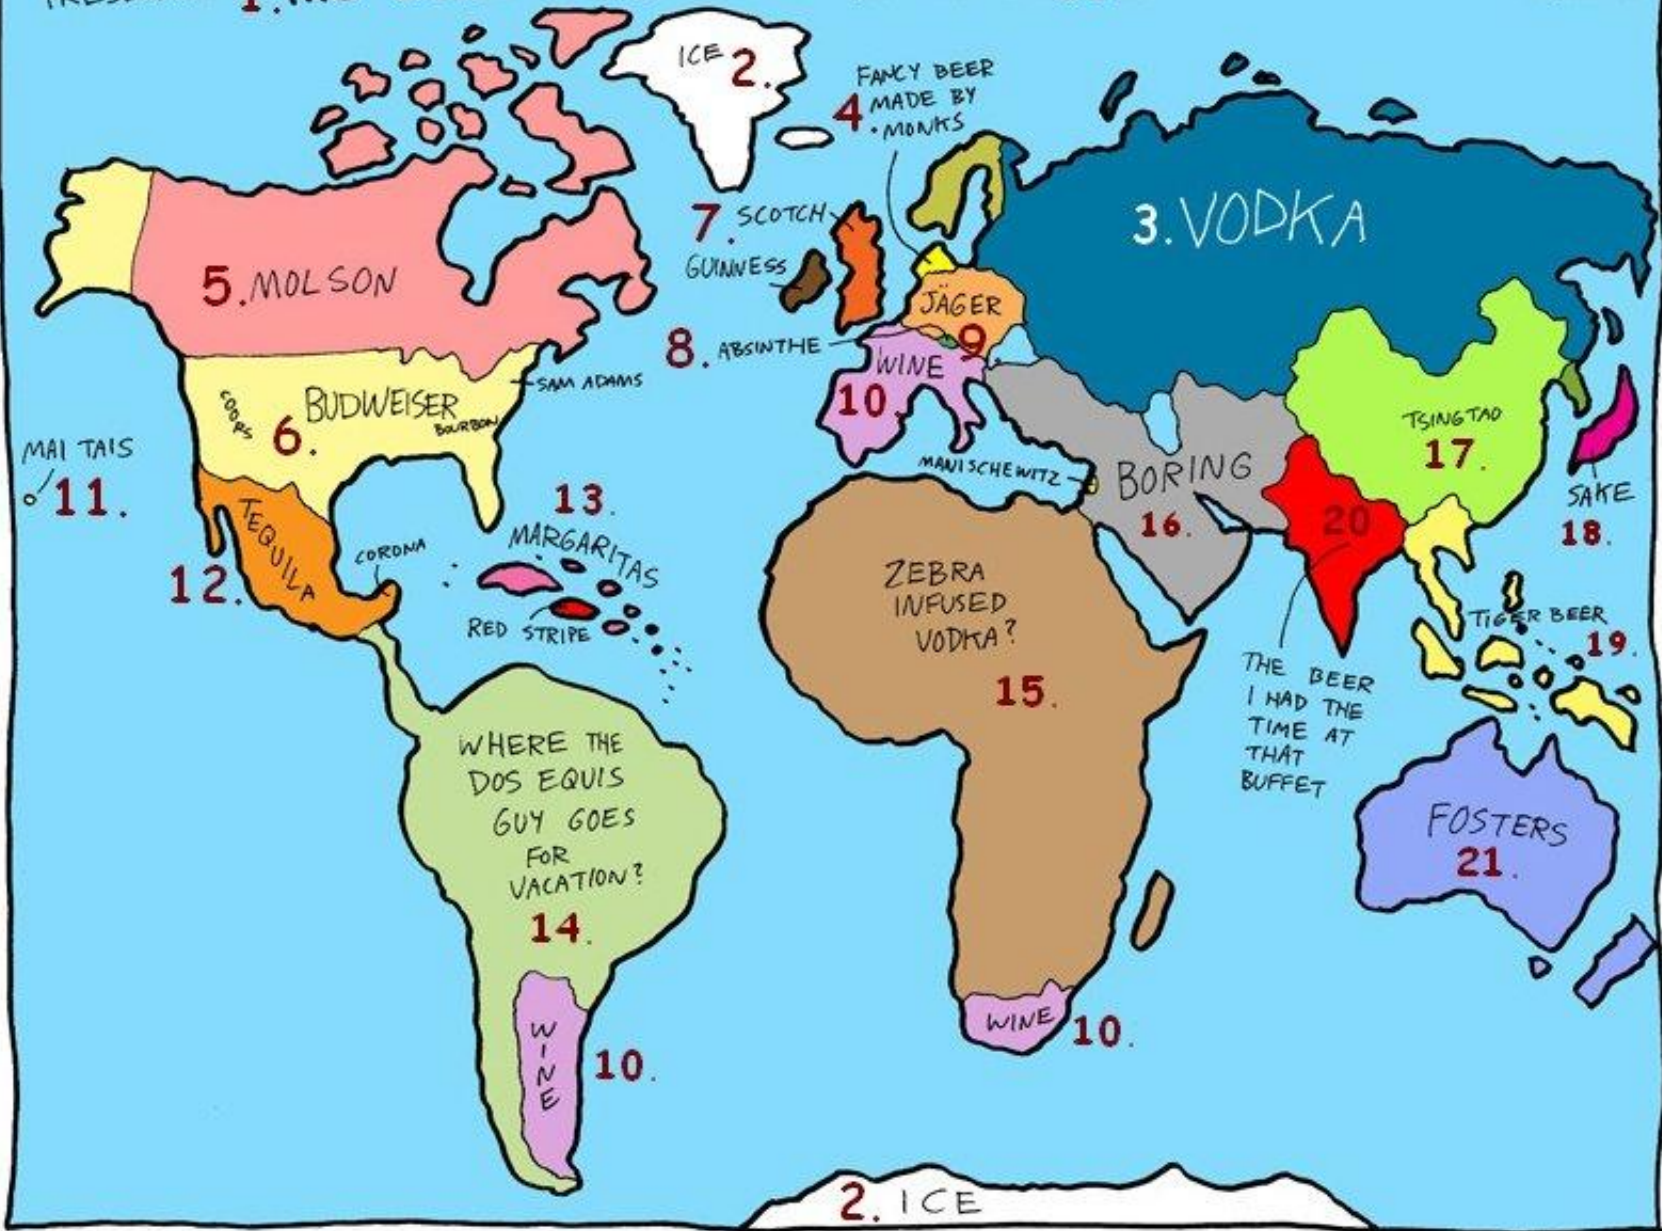 1.
ICE 2.
FANCY BEER
4. MADE BY
MONKS
7. SCOTCH
GUINNESS
3. VODKA
5. MOLSON
JÄGER
8. ABSINTHE
9
WINE
10.
SAM ADAMS
COORS
BUDWEISER
BOURBON
6.
MAI TAIS
11.
TSINGTAO
17.
MANISCHEWITZ
BORING
16.
20
SAKE
18.
13.
MARGARITAS
TEQUILA
12.
CORONA
RED STRIPE
ZEBRA
INFUSED
VODKA?
15.
TIGER BEER
19.
THE BEER
I HAD THE
TIME AT
THAT
BUFFET
WHERE THE
DOS EQUIS
GUY GOES
FOR
VACATION?
14.
FOSTERS
21.
WINE
10.
WINE
10.
2. ICE